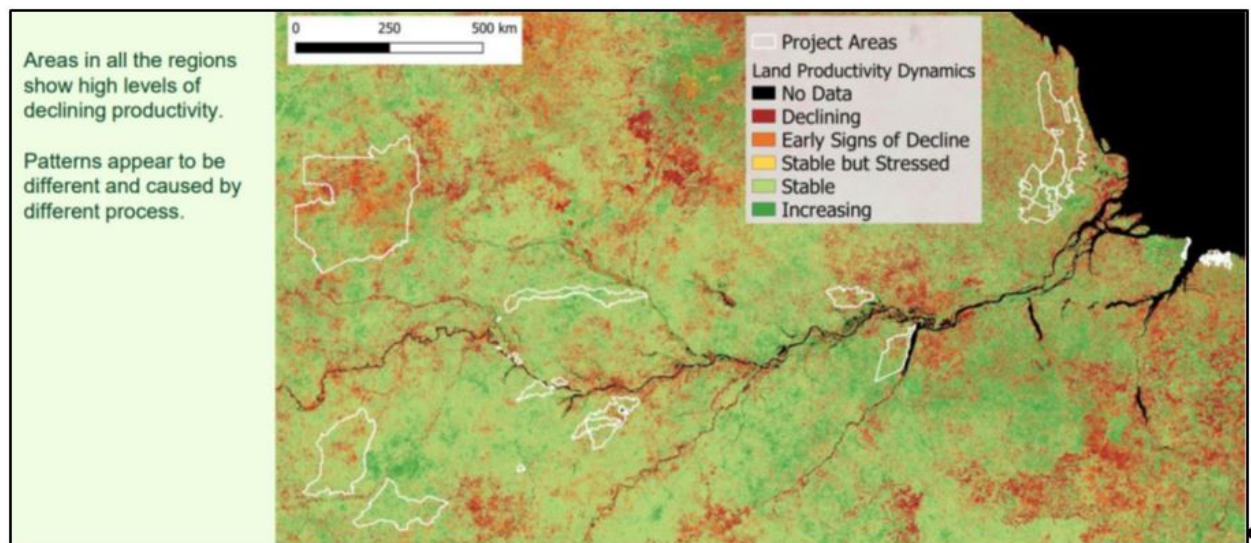 Areas in all the regions
show high levels of
declining productivity.
Patterns appear to be
different and caused by
different process.
0 250 500 km
Project Areas
Land Productivity Dynamics
No Data
Declining
Early Signs of Decline
Stable but Stressed
Stable
Increasing